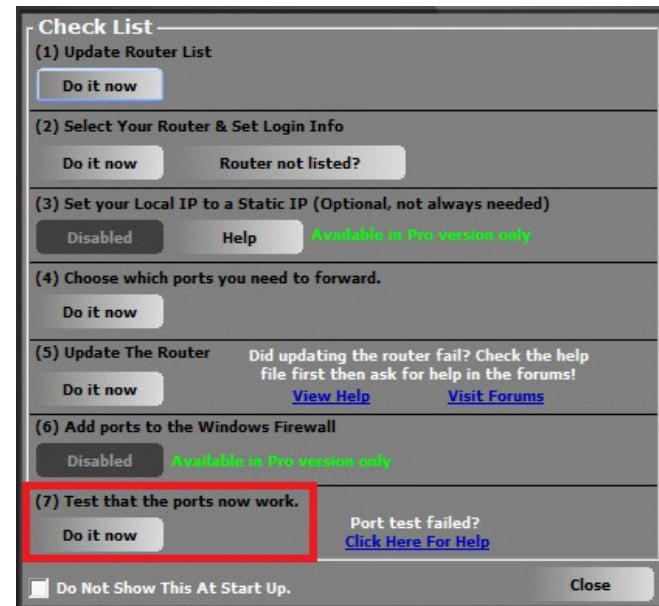 Check List
(1) Update Router List
Do it now
(2) Select Your Router & Set Login Info
Do it now Router not listed?
(3) Set your Local IP to a Static IP (Optional, not always needed)
Disabled Help Available in Pro version only
(4) Choose which ports you need to forward.
Do it now
(5) Update The Router Did updating the router fail? Check the help
file first then ask for help in the forums!
Do it now View Help Visit Forums
(6) Add ports to the Windows Firewall
Disabled Available in Pro version only
(7) Test that the ports now work.
Port test failed?
Do it now Click Here For Help
Do Not Show This At Start Up. Close